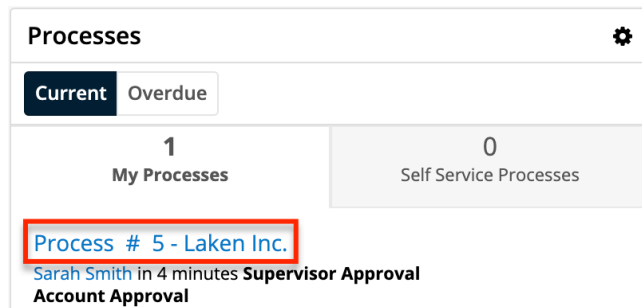 Processes
Current Overdue
1 0
My Processes Self Service Processes
Process # 5 - Laken Inc.
Sarah Smith in 4 minutes Supervisor Approval
Account Approval